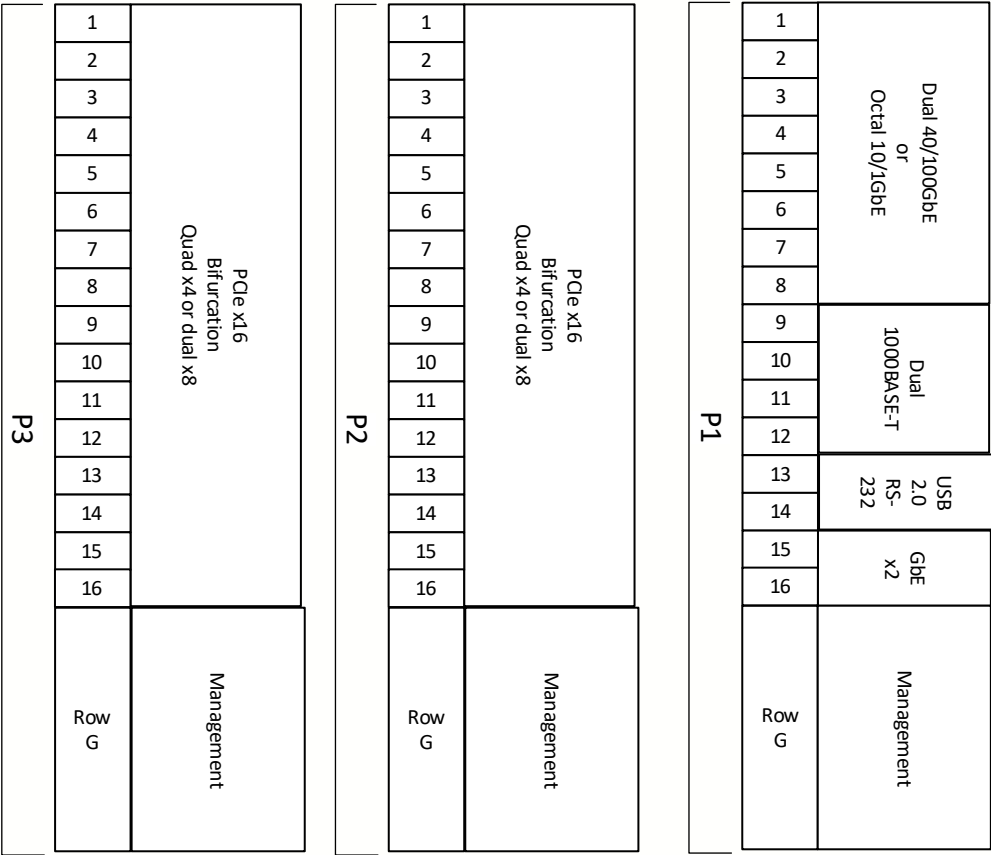 1
2
3
4
5
6
7
8
9
10
11
12
13
14
15
16
Row
G
PCIe x16
Bifurcation
Quad x4 or dual x8
Management
P3
1
2
3
4
5
6
7
8
9
10
11
12
13
14
15
16
Row
G
PCIe x16
Bifurcation
Quad x4 or dual x8
Management
P2
1
2
3
4
5
6
7
8
9
10
11
12
13
14
15
16
Row
G
Dual 40/100GbE
or
Octal 10/1GbE
Dual
1000BASE-T
USB
2.0
RS-
232
GbE
x2
Management
P1